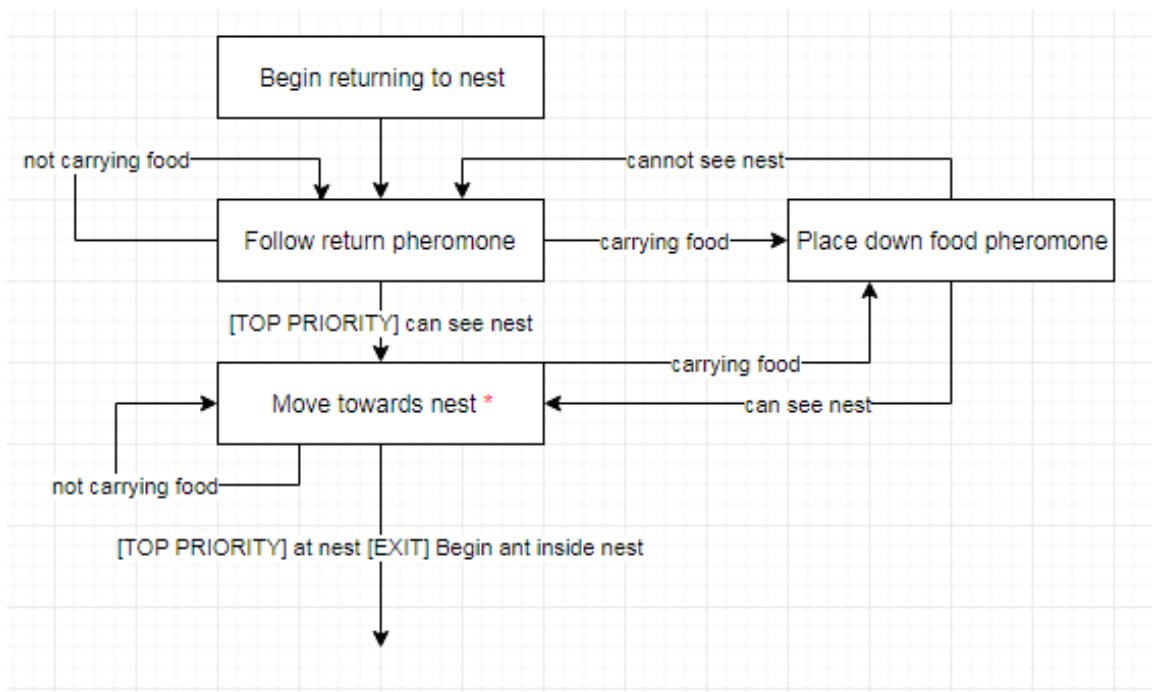 Begin returning to nest
not carrying food
cannot see nest
Follow return pheromone
carrying food
Place down food pheromone
[TOP PRIORITY] can see nest
carrying food
Move towards nest *
can see nest
not carrying food
[TOP PRIORITY] at nest [EXIT] Begin ant inside nest